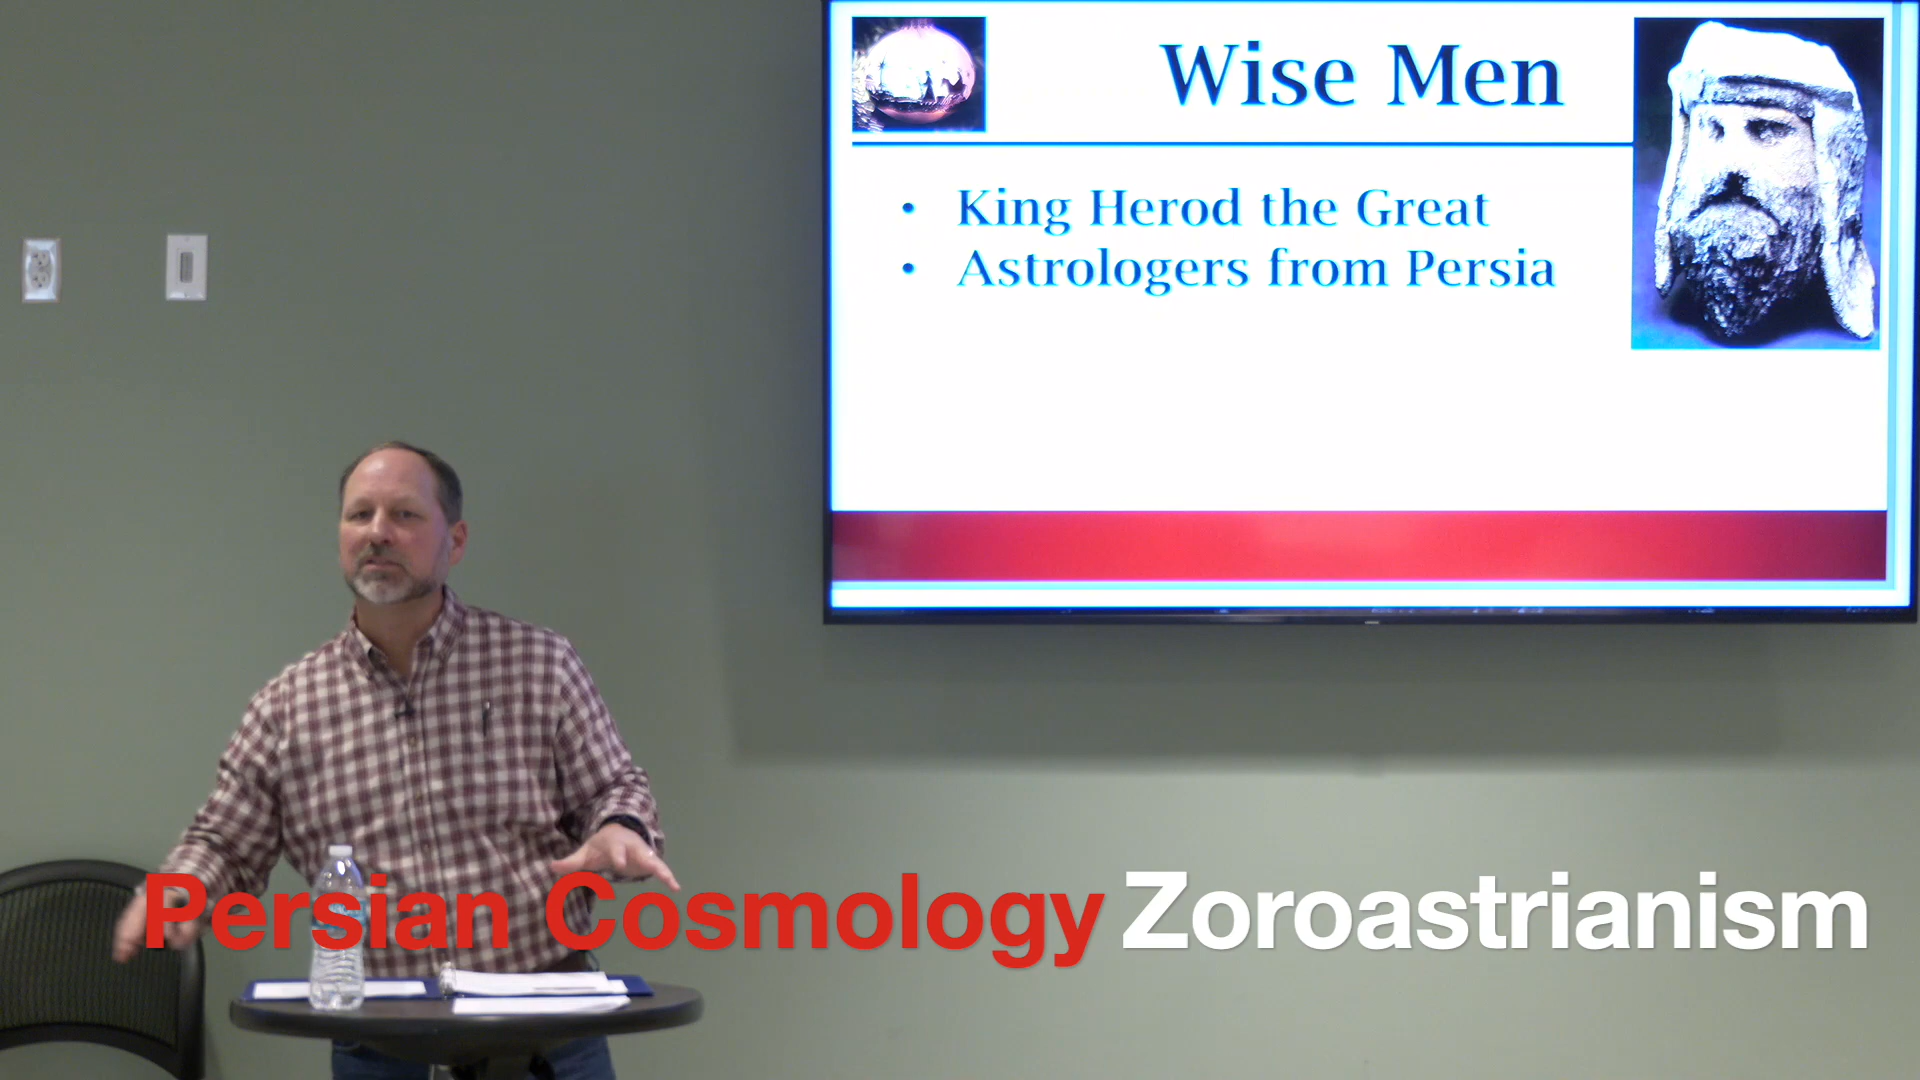 Wise Men
• King Herod the Great
• Astrologers from Persia
Persian Cosmology Zoroastrianism